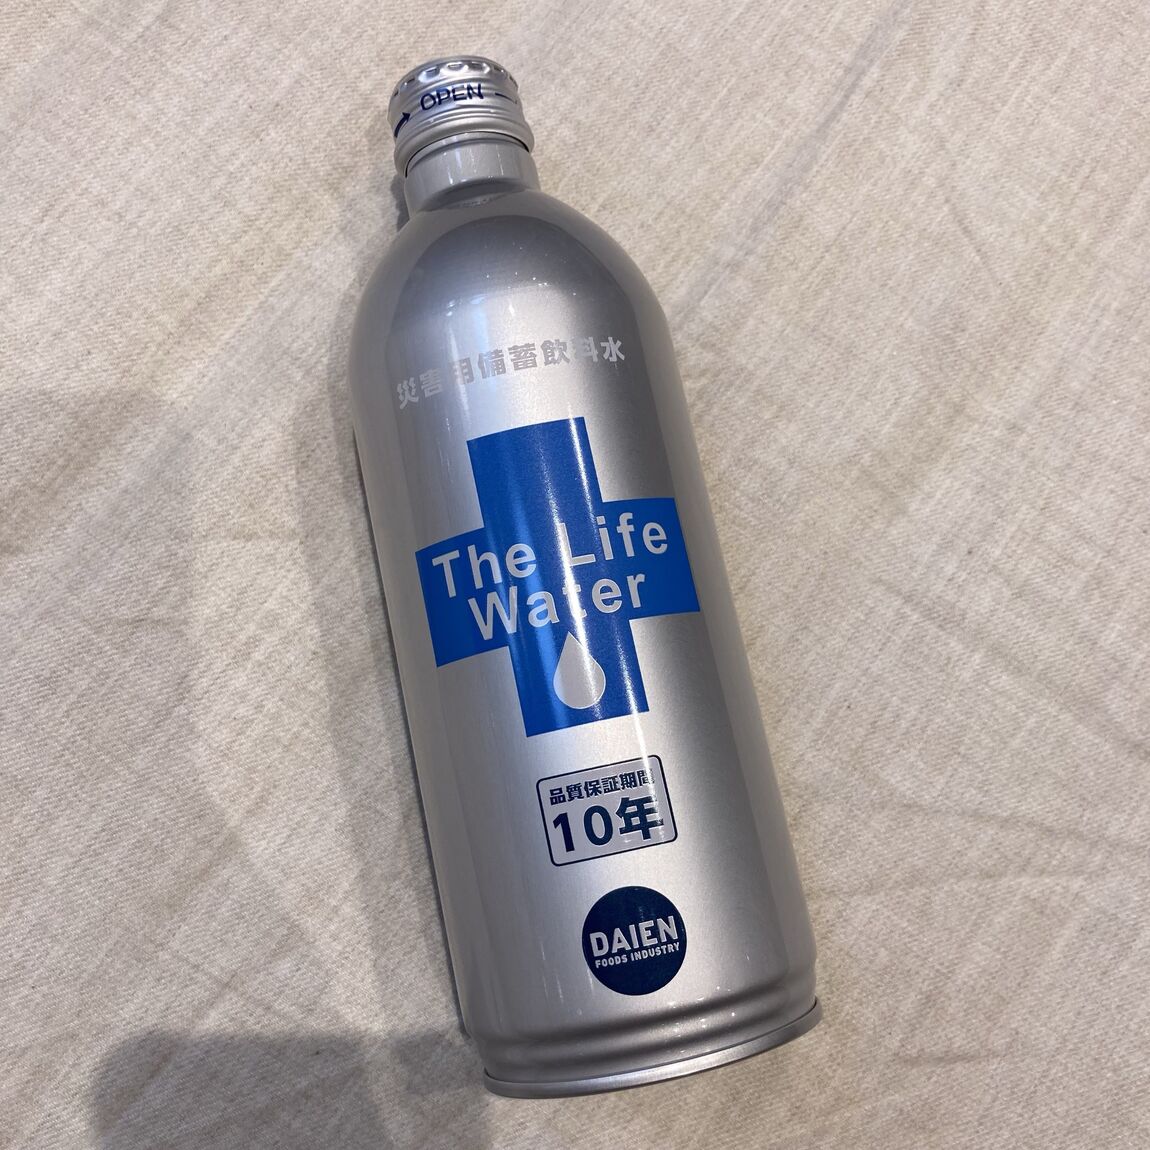 OPEN
災害用備蓄飲料水
The Life
Water
品質保証期間
10年
DAIEN
FOODS INDUSTRY